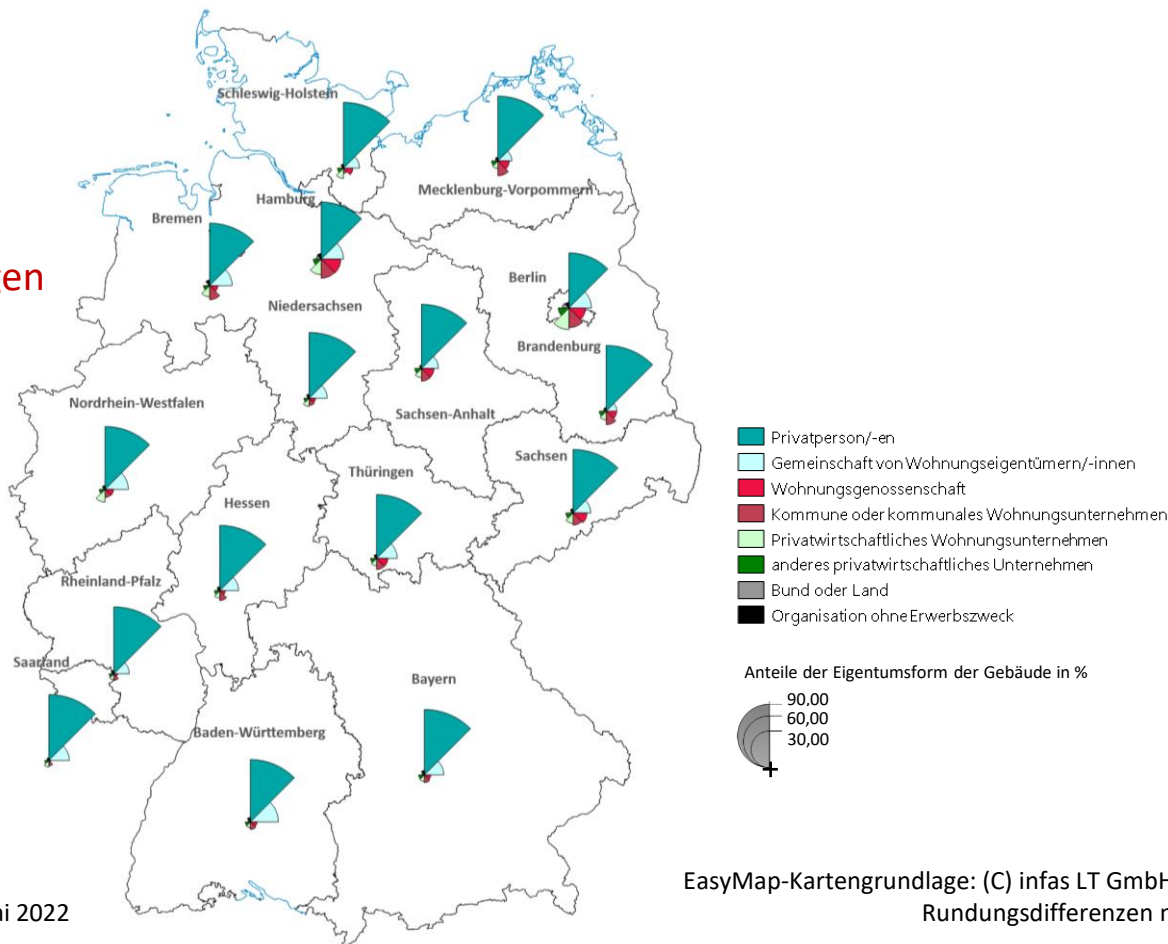 Schleswig-Holstein
Mecklenburg-Vorpommern
Hamburg
Bremen
Berlin
Niedersachsen
Brandenburg
Nordrhein-Westfalen
Sachsen-Anhalt
Sachsen
Thüringen
Hessen
Rheinland-Pfalz
Saarland
Bayern
Baden-Württemberg
gen
Privatperson/-en
Gemeinschaft von Wohnungseigentümern/-innen
Wohnungsgenossenschaft
Kommune oder kommunales Wohnungsunternehmen
Privatwirtschaftliches Wohnungsunternehmen
anderes privatwirtschaftliches Unternehmen
Bund oder Land
Organisation ohne Erwerbszweck
Anteile der Eigentumsform der Gebäude in %
90,00
60,00
30,00
EasyMap-Kartengrundlage: (C) infas LT GmbH
2022
Rundungsdifferenzen